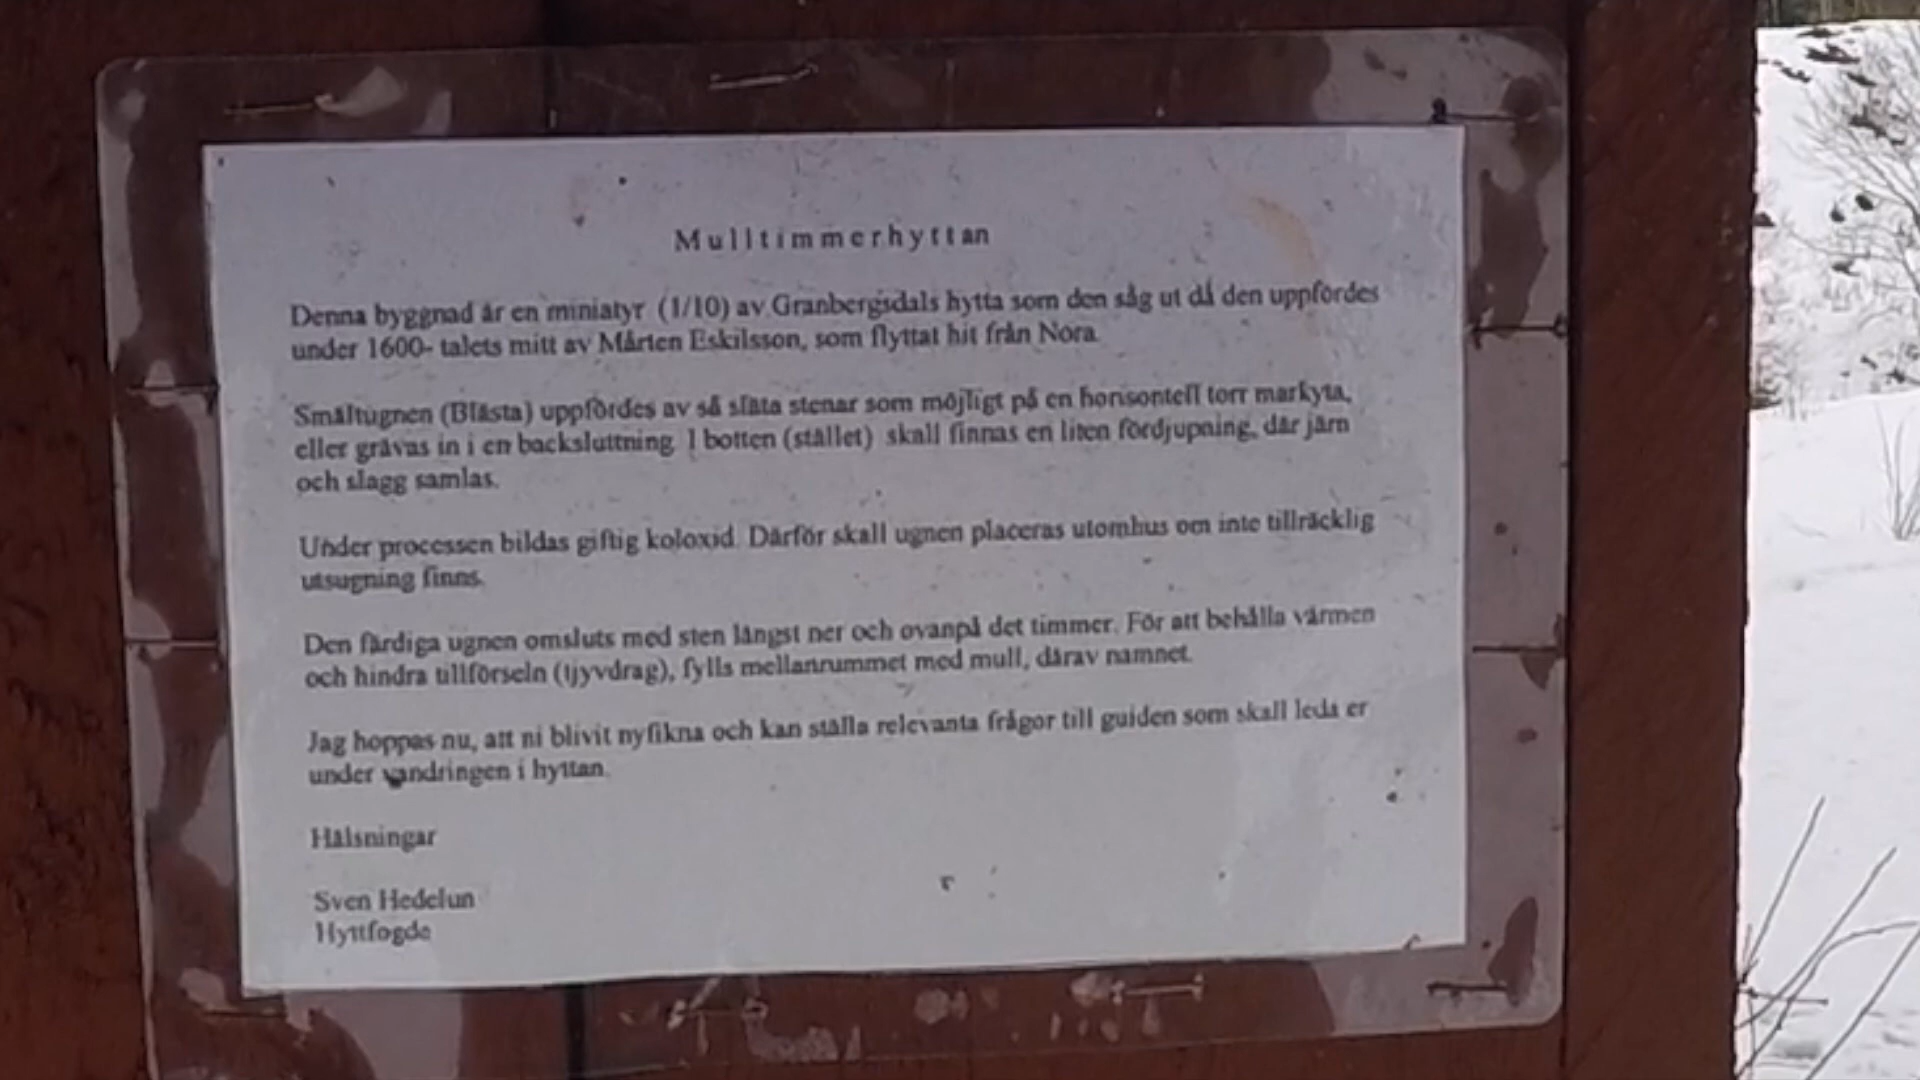 Mulltimmerhyttan
Denna byggnad är en miniatyr (1/10) av Granbergsdals hytta som den såg ut då den uppfördes
under 1600- talets mitt av Mårten Eskilsson, som flyttat hit från Nora.
Smältugnen (Blästa) uppfördes av så släta stenar som möjligt på en horisontell torr markyta,
eller grävas in i en backsluttning. I botten (stället) skall finnas en liten fördjupning, där järn
och slagg samlas.
Under processen bildas giftig koloxid. Därför skall ugnen placeras utomhus om inte tillräcklig
utsugning finns.
Den färdiga ugnen omsluts med sten längst ner och ovanpå det timmer. För att behålla värmen
och hindra tillförseln (tjyvdrag), fylls mellanrummet med mull, därav namnet.
Jag hoppas nu, att ni blivit nyfikna och kan ställa relevanta frågor till guiden som skall leda er
under vandringen i hyttan.
Hälsningar
Sven Hedelun
Hyttfogde